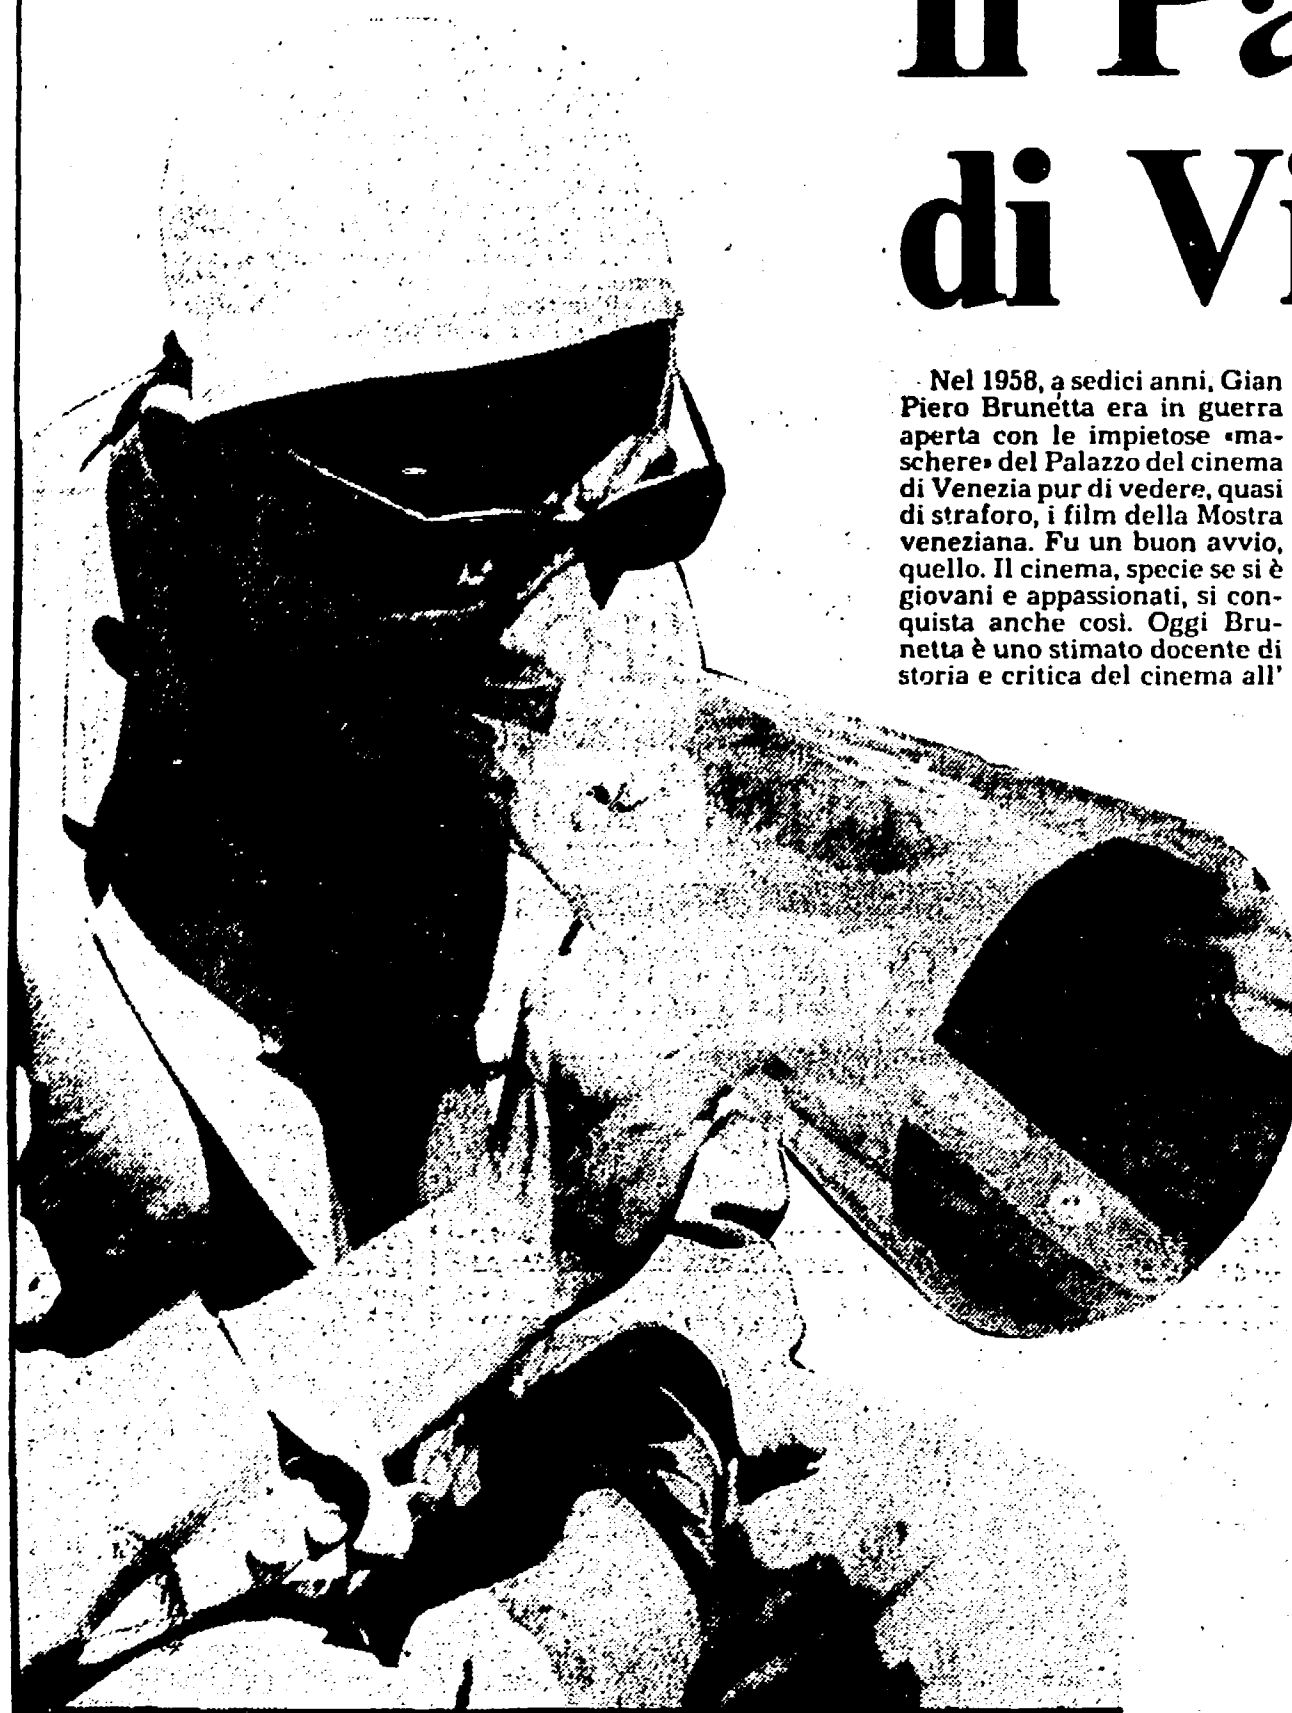 di Vi
Nel 1958, a sedici anni, Gian
Piero Brunetta era in guerra
aperta con le impietose «ma-
schere» del Palazzo del cinema
di Venezia pur di vedere, quasi
di straforo, i film della Mostra
veneziana. Fu un buon avvio,
quello. Il cinema, specie se si è
giovani e appassionati, si con-
quista anche così. Oggi Bru-
netta è uno stimato docente di
storia e critica del cinema all'